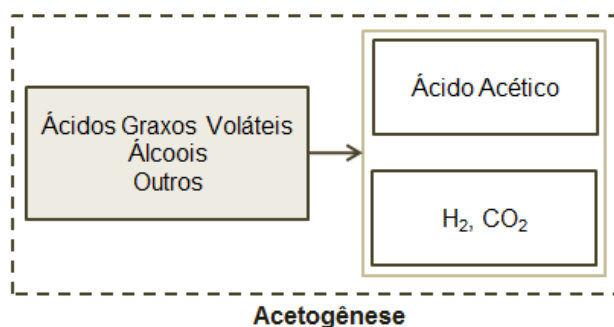 Ácidos Graxos Voláteis
Álcoois
Outros
Ácido Acético
H₂, CO₂
Acetogênese